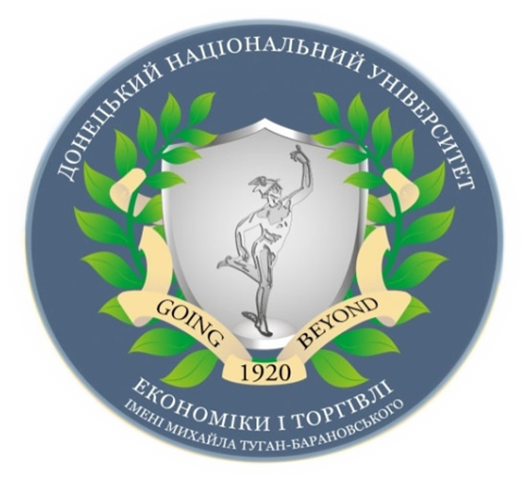 ДОНЕЦЬКИЙ НАЦІОНАЛЬНИЙ УНІВЕРСИТЕТ
GOING BEYOND
1920
ЕКОНОМІКИ І ТОРГІВЛІ
ІМЕНІ МИХАЙЛА ТУГАН-БАРАНОВСЬКОГО